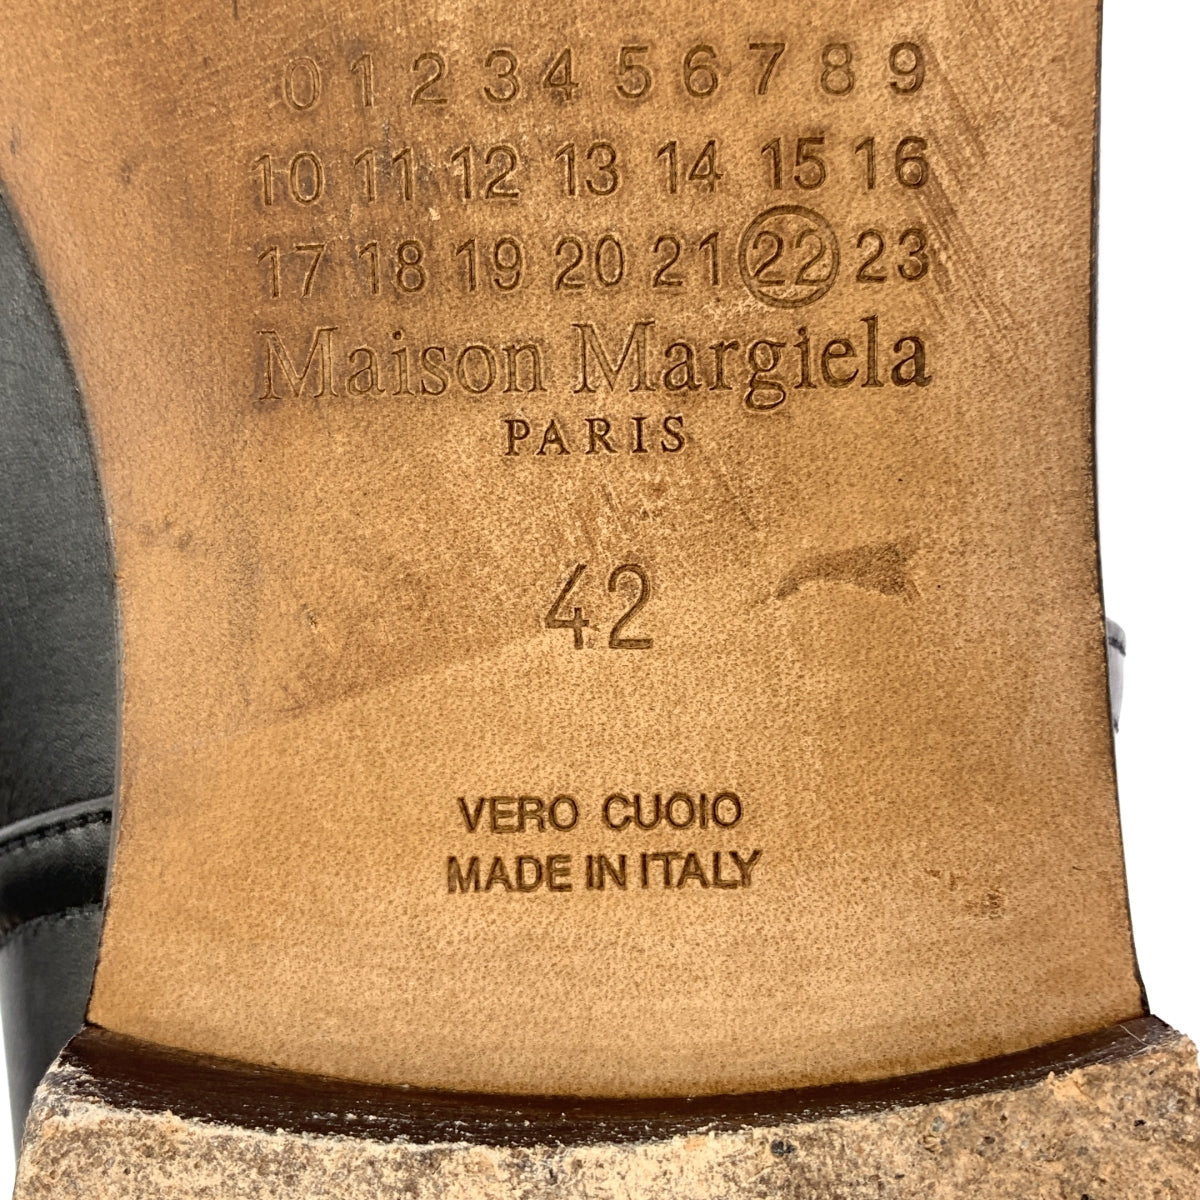 0 1 2 3 4 5 6 7 8 9
10 11 12 13 14 15 16
17 18 19 20 21 22 23
Maison Margiela
PARIS
42
VERO CUOIO
MADE IN ITALY